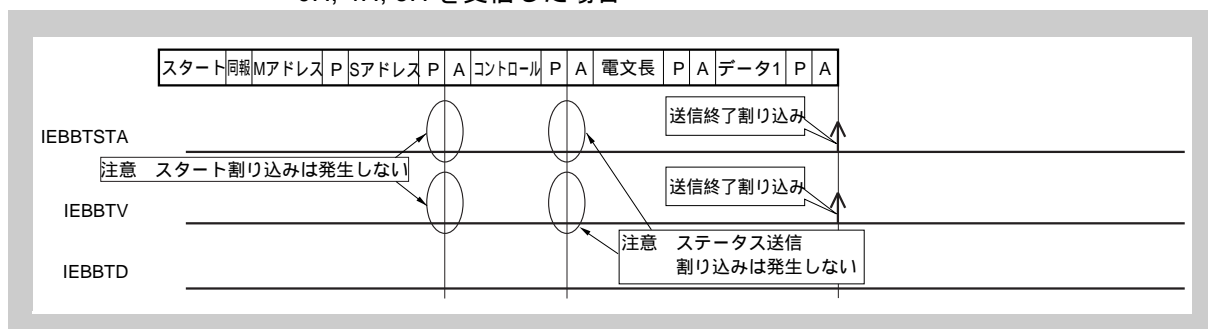 スタート 同報 Mアドレス P Sアドレス P A コントロール P A 電文長 P A データ1 P A
IEBBTSTA
送信終了割り込み
注意 スタート割り込みは発生しない
IEBBTV
送信終了割り込み
注意 ステータス送信
割り込みは発生しない
IEBBTD